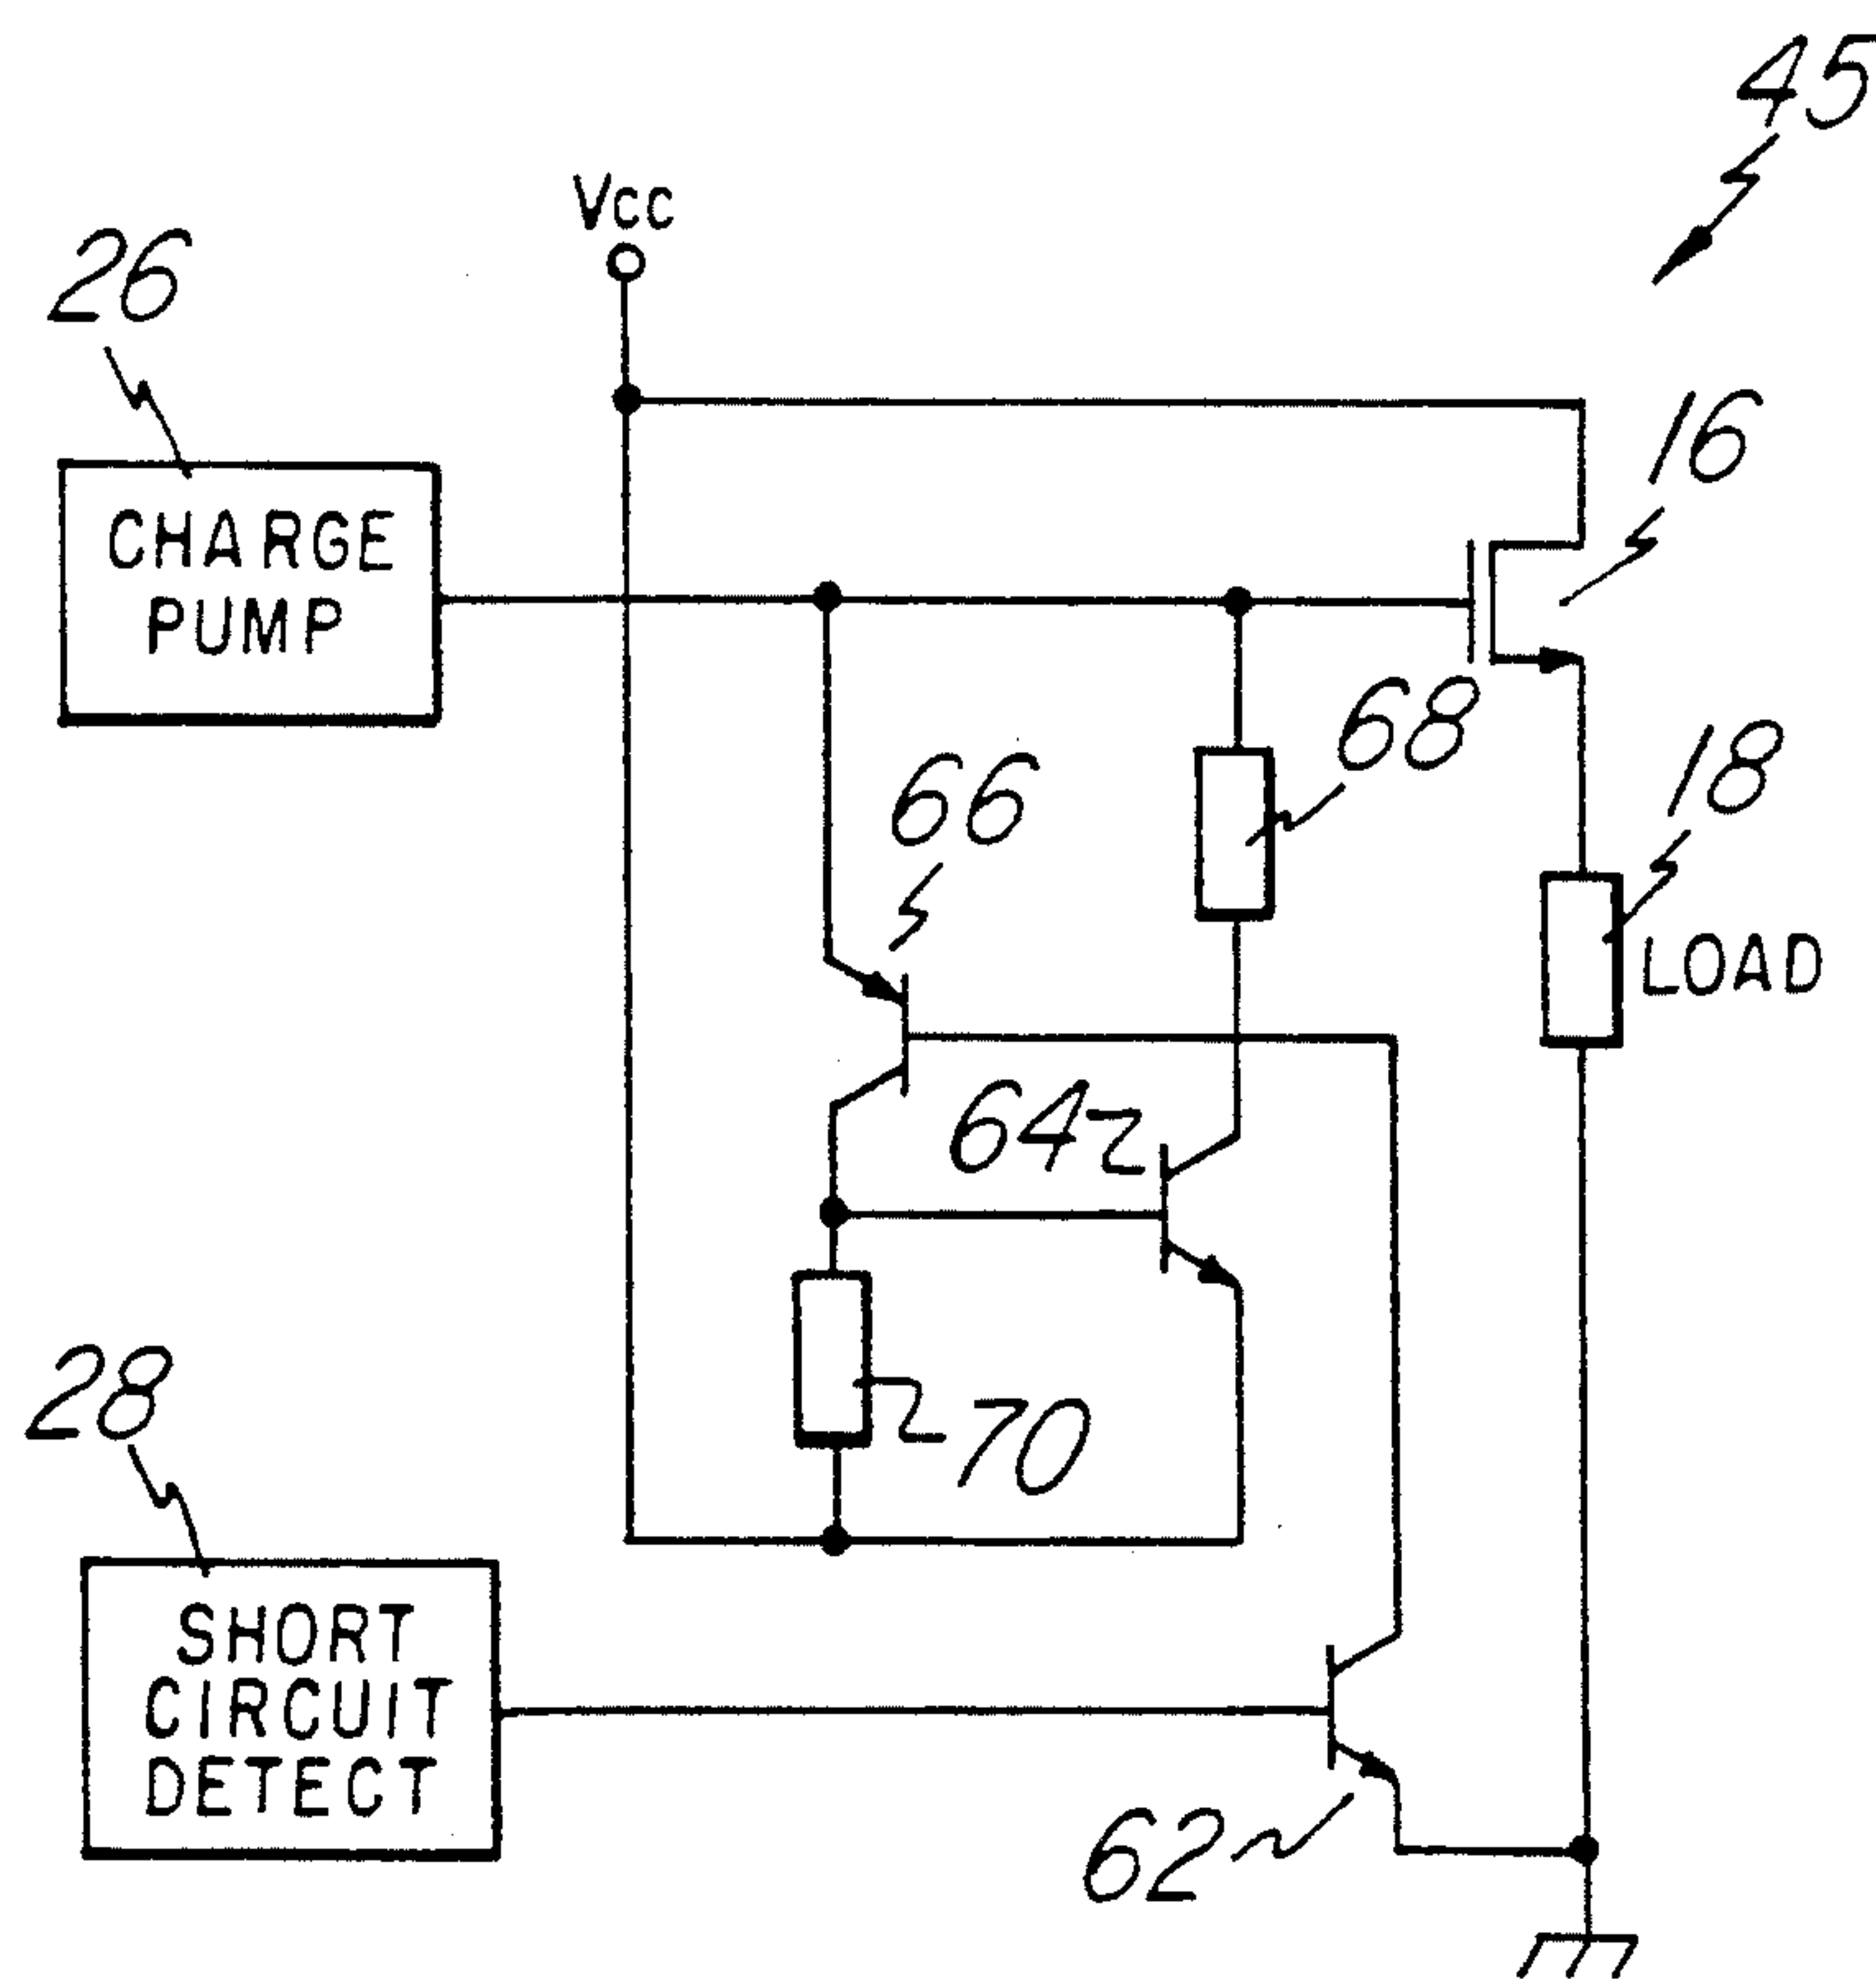 45
Vcc
26
16
CHARGE
PUMP
68
18
66
LOAD
64
70
28
SHORT
CIRCUIT
DETECT
62